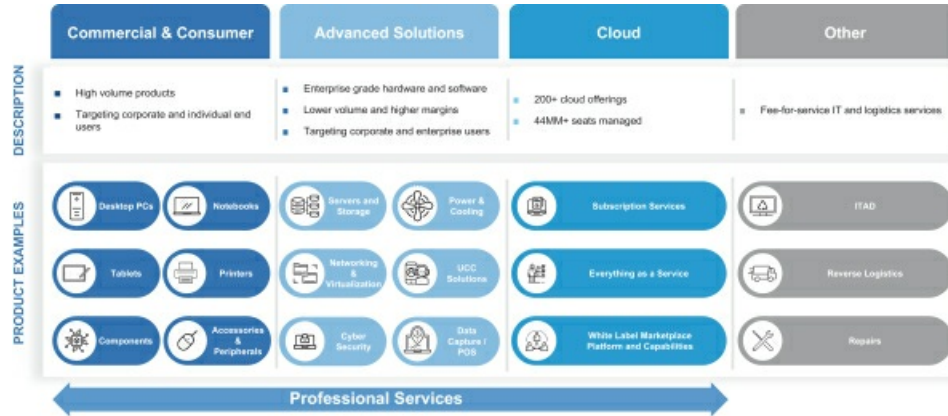 Commercial & Consumer
Advanced Solutions
Cloud
Other
DESCRIPTION
High volume products
Targeting corporate and individual end
users
Enterprise grade hardware and software
Lower volume and higher margins
Targeting corporate and enterprise users
200+ cloud offerings
44MM+ seats managed
Fee-for-service IT and logistics services
PRODUCT EXAMPLES
Desktop PCs
Notebooks
Tablets
Printers
Components
Accessories
&
Peripherals
Servers and
Storage
Power &
Cooling
Networking
&
Virtualization
UCC
Solutions
Cyber
Security
Data
Capture /
POS
Subscription Services
Everything as a Service
White Label Marketplace
Platform and Capabilities
ITAD
Reverse Logistics
Repairs
Professional Services